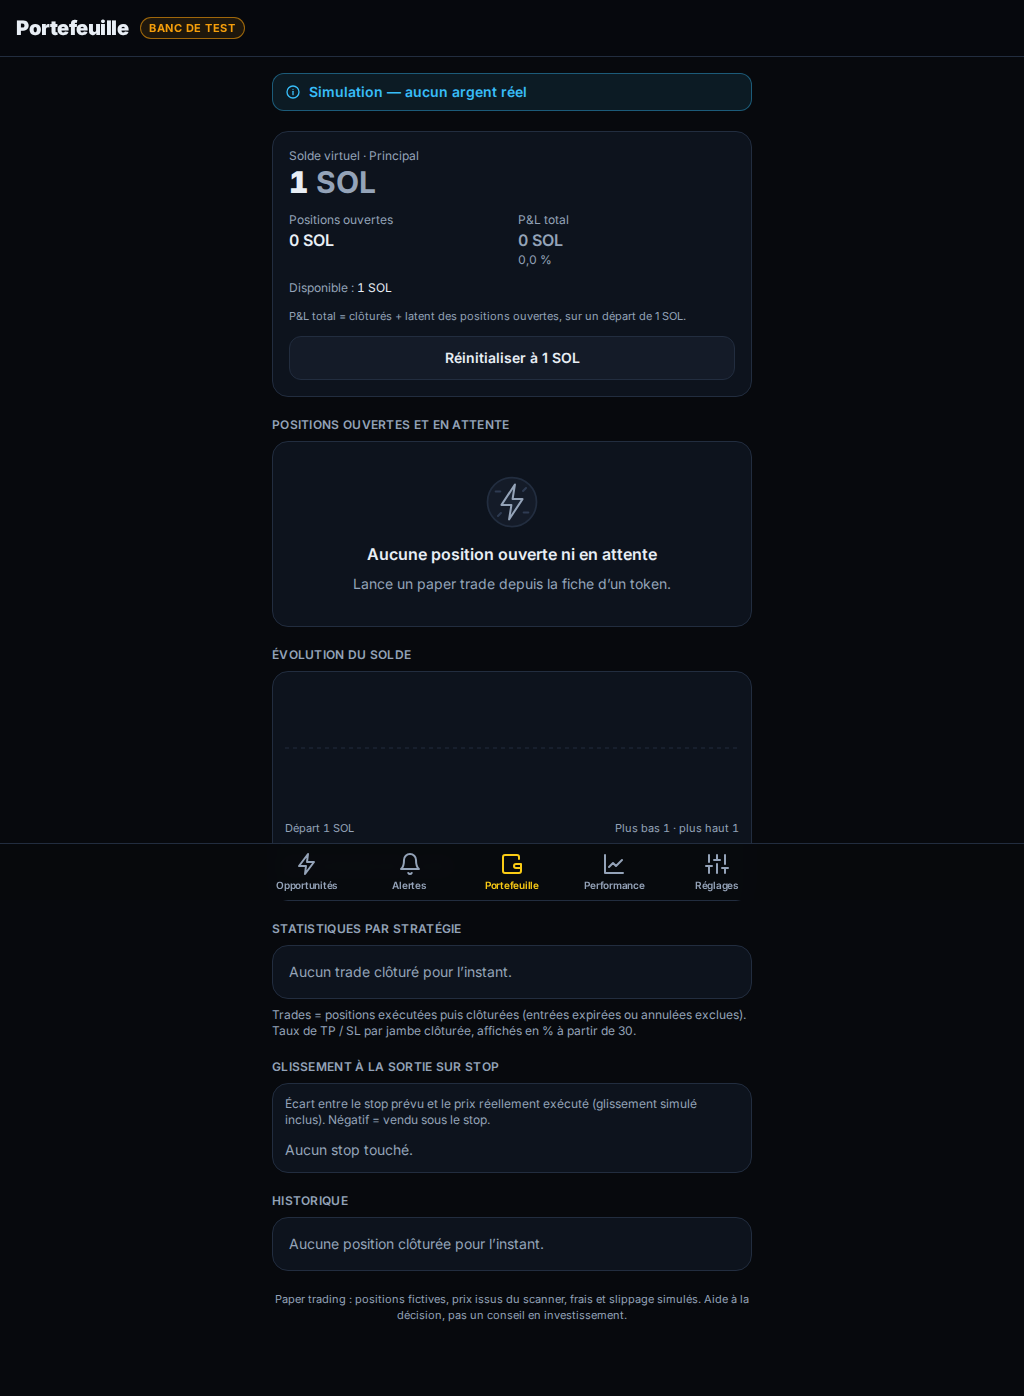 Portefeuille BANC DE TEST
Simulation — aucun argent réel
Solde virtuel · Principal
1 SOL
Positions ouvertes P&L total
0 SOL 0 SOL
0,0 %
Disponible : 1 SOL
P&L total = clôturés + latent des positions ouvertes, sur un départ de 1 SOL.
Réinitialiser à 1 SOL
POSITIONS OUVERTES ET EN ATTENTE
Aucune position ouverte ni en attente
Lance un paper trade depuis la fiche d’un token.
ÉVOLUTION DU SOLDE
Départ 1 SOL Plus bas 1 · plus haut 1
Opportunités Alertes Portefeuille Performance Réglages
STATISTIQUES PAR STRATÉGIE
Aucun trade clôturé pour l’instant.
Trades = positions exécutées puis clôturées (entrées expirées ou annulées exclues).
Taux de TP / SL par jambe clôturée, affichés en % à partir de 30.
GLISSEMENT À LA SORTIE SUR STOP
Écart entre le stop prévu et le prix réellement exécuté (glissement simulé
inclus). Négatif = vendu sous le stop.
Aucun stop touché.
HISTORIQUE
Aucune position clôturée pour l’instant.
Paper trading : positions fictives, prix issus du scanner, frais et slippage simulés. Aide à la
décision, pas un conseil en investissement.